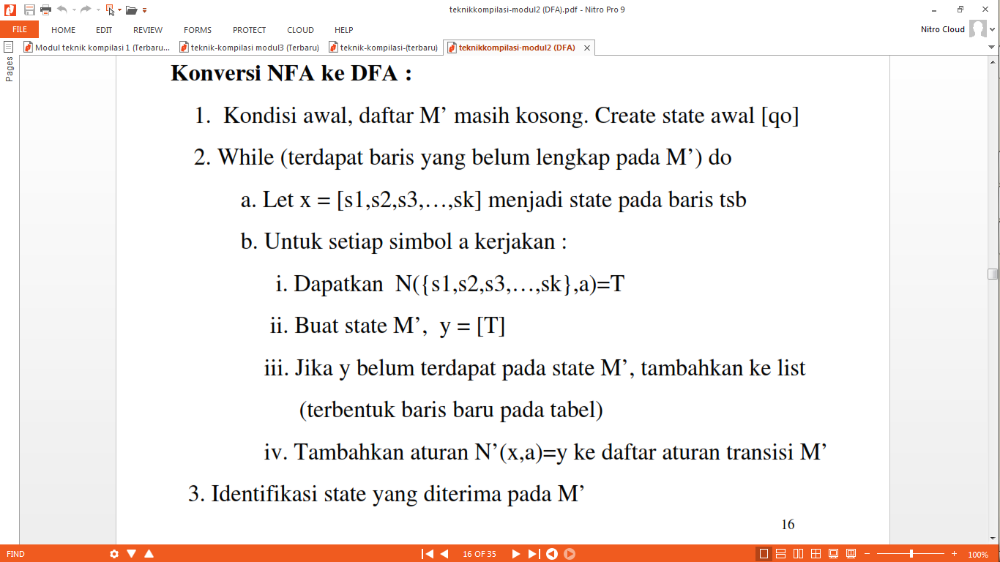 teknikkompilasi-modul2 (DFA).pdf - Nitro Pro 9
FILE HOME EDIT REVIEW FORMS PROTECT CLOUD HELP Nitro Cloud
Modul teknik kompilasi 1 (Terbaru... teknik-kompilasi modul3 (Terbaru) teknik-kompilasi-(terbaru) teknikkompilasi-modul2 (DFA)
Pages
Konversi NFA ke DFA :
1. Kondisi awal, daftar M’ masih kosong. Create state awal [qo]
2. While (terdapat baris yang belum lengkap pada M’) do
a. Let x = [s1,s2,s3,…,sk] menjadi state pada baris tsb
b. Untuk setiap simbol a kerjakan :
i. Dapatkan N({s1,s2,s3,…,sk},a)=T
ii. Buat state M’, y = [T]
iii. Jika y belum terdapat pada state M’, tambahkan ke list
(terbentuk baris baru pada tabel)
iv. Tambahkan aturan N’(x,a)=y ke daftar aturan transisi M’
3. Identifikasi state yang diterima pada M’
16
FIND 16 OF 35 100%